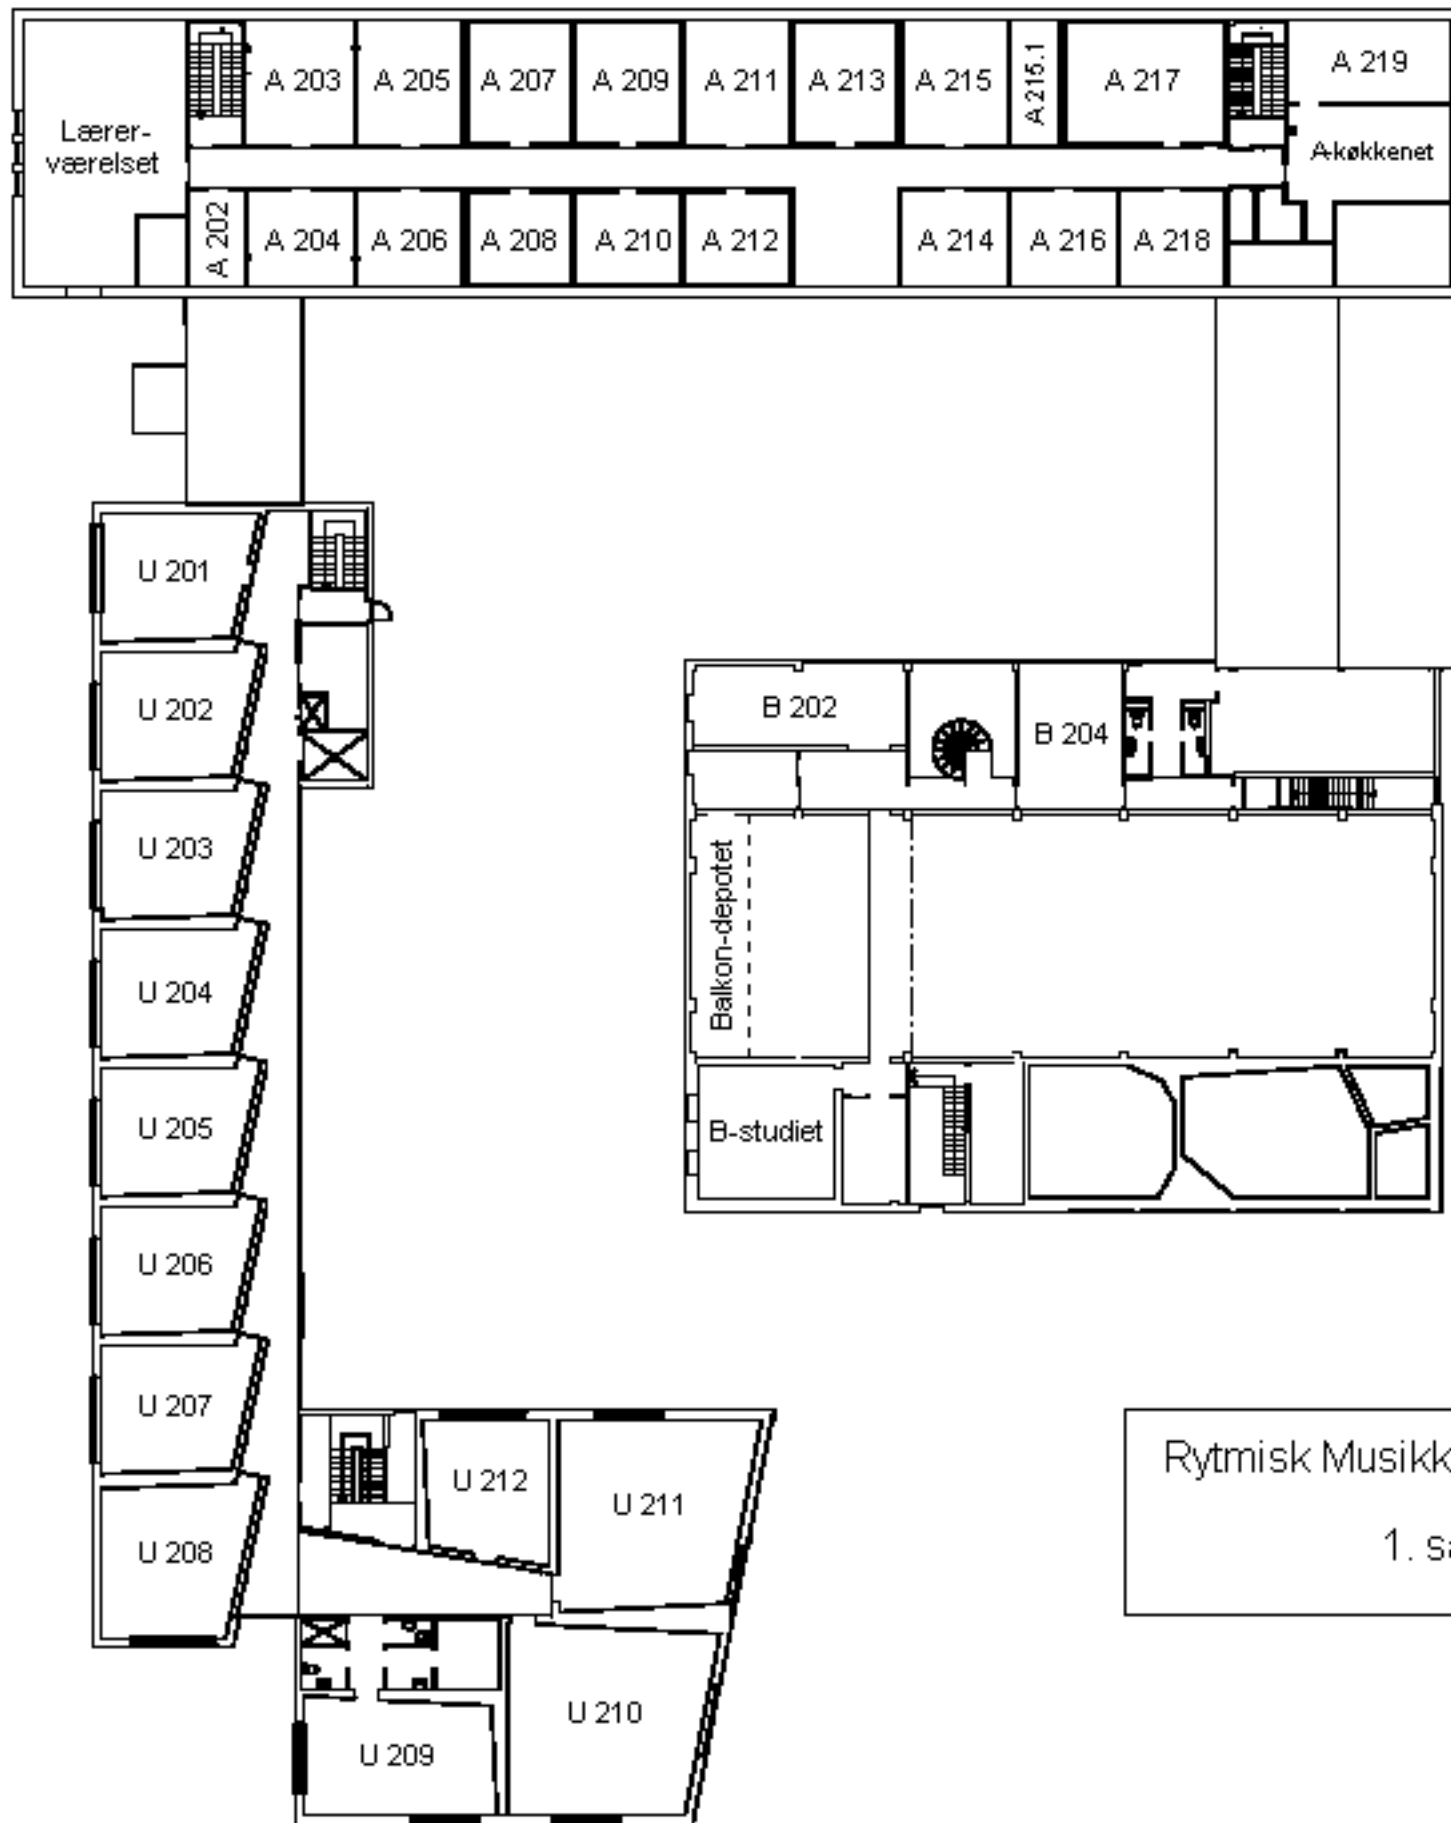 A 203
A 205
A 207
A 209
A 211
A 213
A 215
A 215.1
A 217
A 219
Lærer-
værelset
A-køkkenet
A 202
A 204
A 206
A 208
A 210
A 212
A 214
A 216
A 218
U 201
U 202
U 203
U 204
U 205
U 206
U 207
U 208
B 202
B 204
Balkon-depotet
B-studiet
U 212
U 211
U 210
U 209
Rytmisk Musikk
1. sa